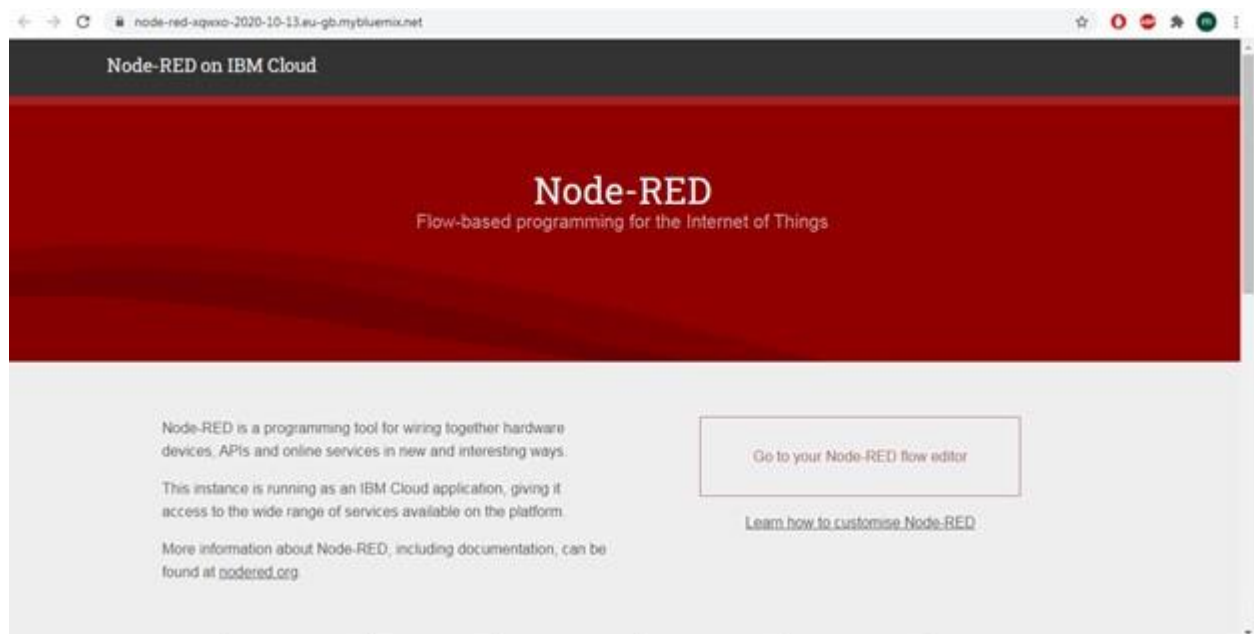 node-red-xqwxo-2020-10-13.eu-gb.mybluemix.net
Node-RED on IBM Cloud
Node-RED
Flow-based programming for the Internet of Things
Node-RED is a programming tool for wiring together hardware
devices, APIs and online services in new and interesting ways.
This instance is running as an IBM Cloud application, giving it
access to the wide range of services available on the platform.
More information about Node-RED, including documentation, can be
found at nodered.org.
Go to your Node-RED flow editor
Learn how to customise Node-RED